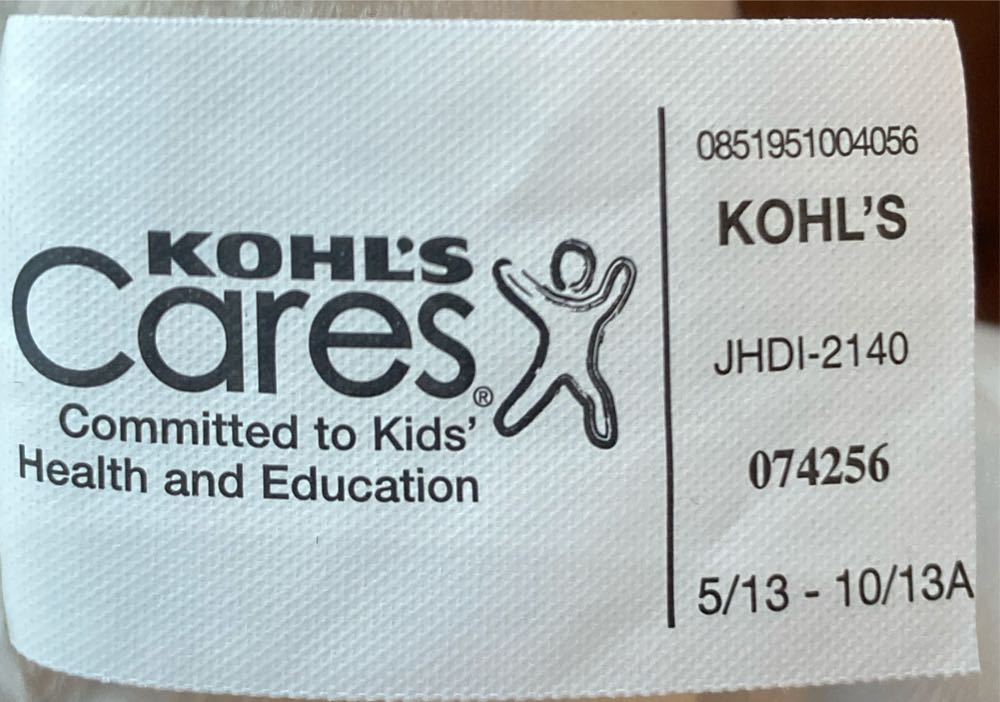 KOHL'S
Cares®
Committed to Kids'
Health and Education
0851951004056
KOHL'S
JHDI-2140
074256
5/13 - 10/13A